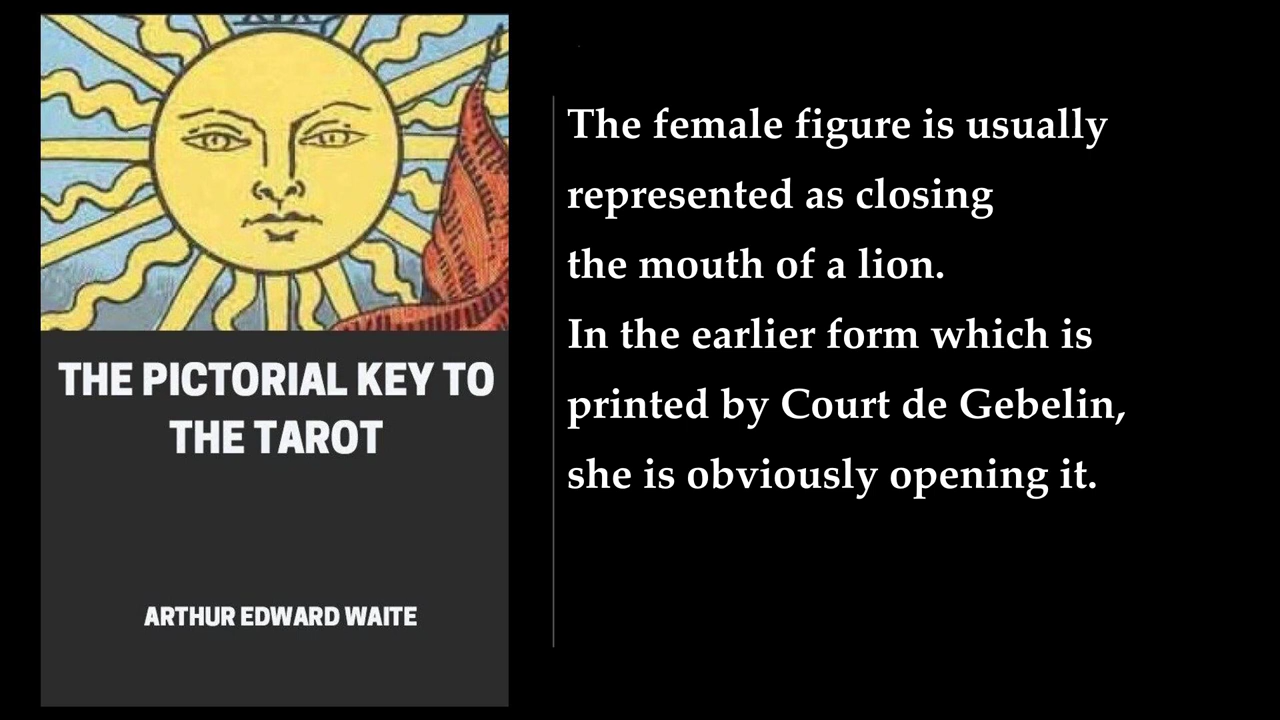 XIX
THE PICTORIAL KEY TO
THE TAROT
ARTHUR EDWARD WAITE
The female figure is usually
represented as closing
the mouth of a lion.
In the earlier form which is
printed by Court de Gebelin,
she is obviously opening it.